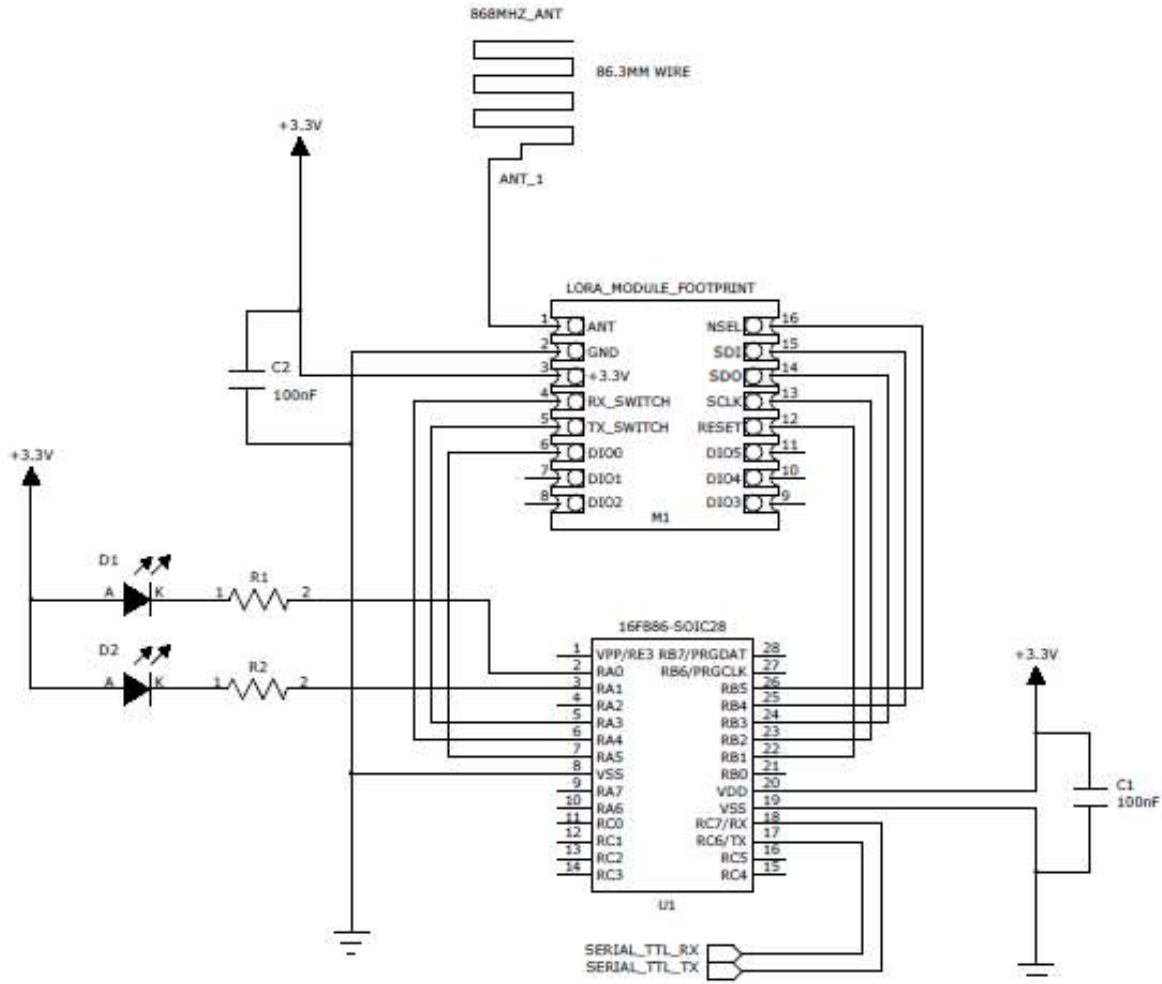 868MHZ_ANT
86.3MM WIRE
+3.3V
ANT_1
LORA_MODULE_FOOTPRINT
1 ANT NSEL 16
2 GND SDI 15
3 +3.3V SDO 14
4 RX_SWITCH SCLK 13
5 TX_SWITCH RESET 12
6 DIO0 DIO5 11
7 DIO1 DIO4 10
8 DIO2 DIO3 9
M1
C2
100nF
+3.3V
D1
A K
R1
1 2
D2
A K
R2
1 2
16F886-SOIC28
1 VPP/RE3 RB7/PRGDAT 28
2 RA0 RB6/PRGCLK 27
3 RA1 RB5 26
4 RA2 RB4 25
5 RA3 RB3 24
6 RA4 RB2 23
7 RA5 RB1 22
8 VSS RB0 21
9 RA7 VDD 20
10 RA6 VSS 19
11 RC0 RC7/RX 18
12 RC1 RC6/TX 17
13 RC2 RC5 16
14 RC3 RC4 15
U1
+3.3V
C1
100nF
SERIAL_TTL_RX
SERIAL_TTL_TX